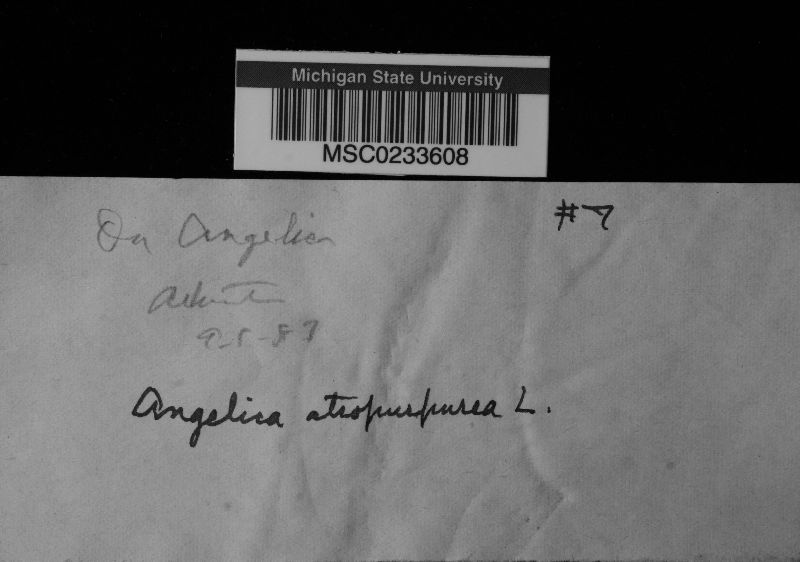 Michigan State University
MSC0233608
#7
On Angelica
9-5-87
Angelica atropurpurea L.